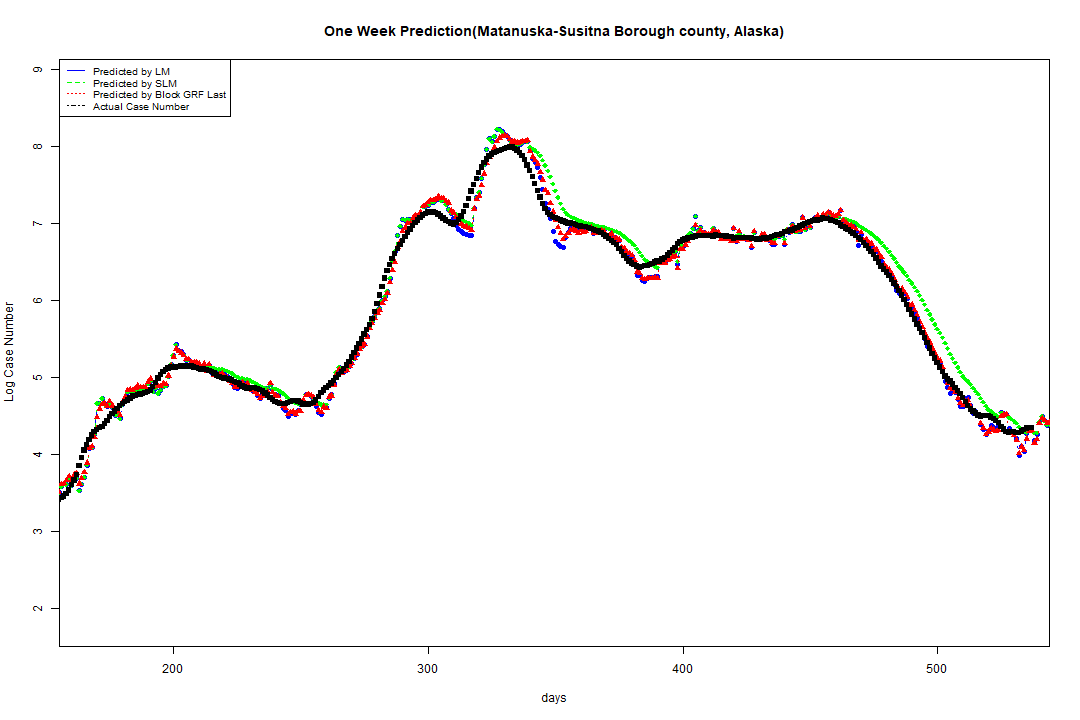 One Week Prediction(Matanuska-Susitna Borough county, Alaska)
Predicted by LM
Predicted by SLM
Predicted by Block GRF Last
Actual Case Number
9
8
7
6
5
4
3
2
Log Case Number
200 300 400 500
days